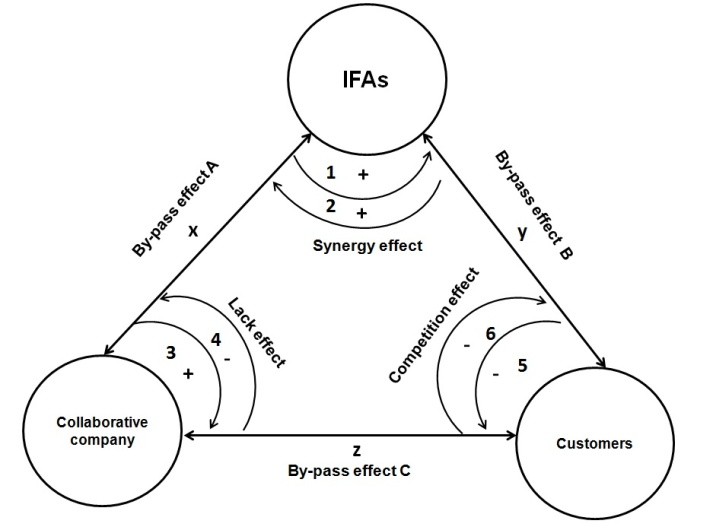 IFAs
1 +
2 +
Synergy effect
By-pass effect A
x
By-pass effect B
y
Lack effect
3
+
4
-
Competition effect
- 6
- 5
Collaborative
company
z
By-pass effect C
Customers